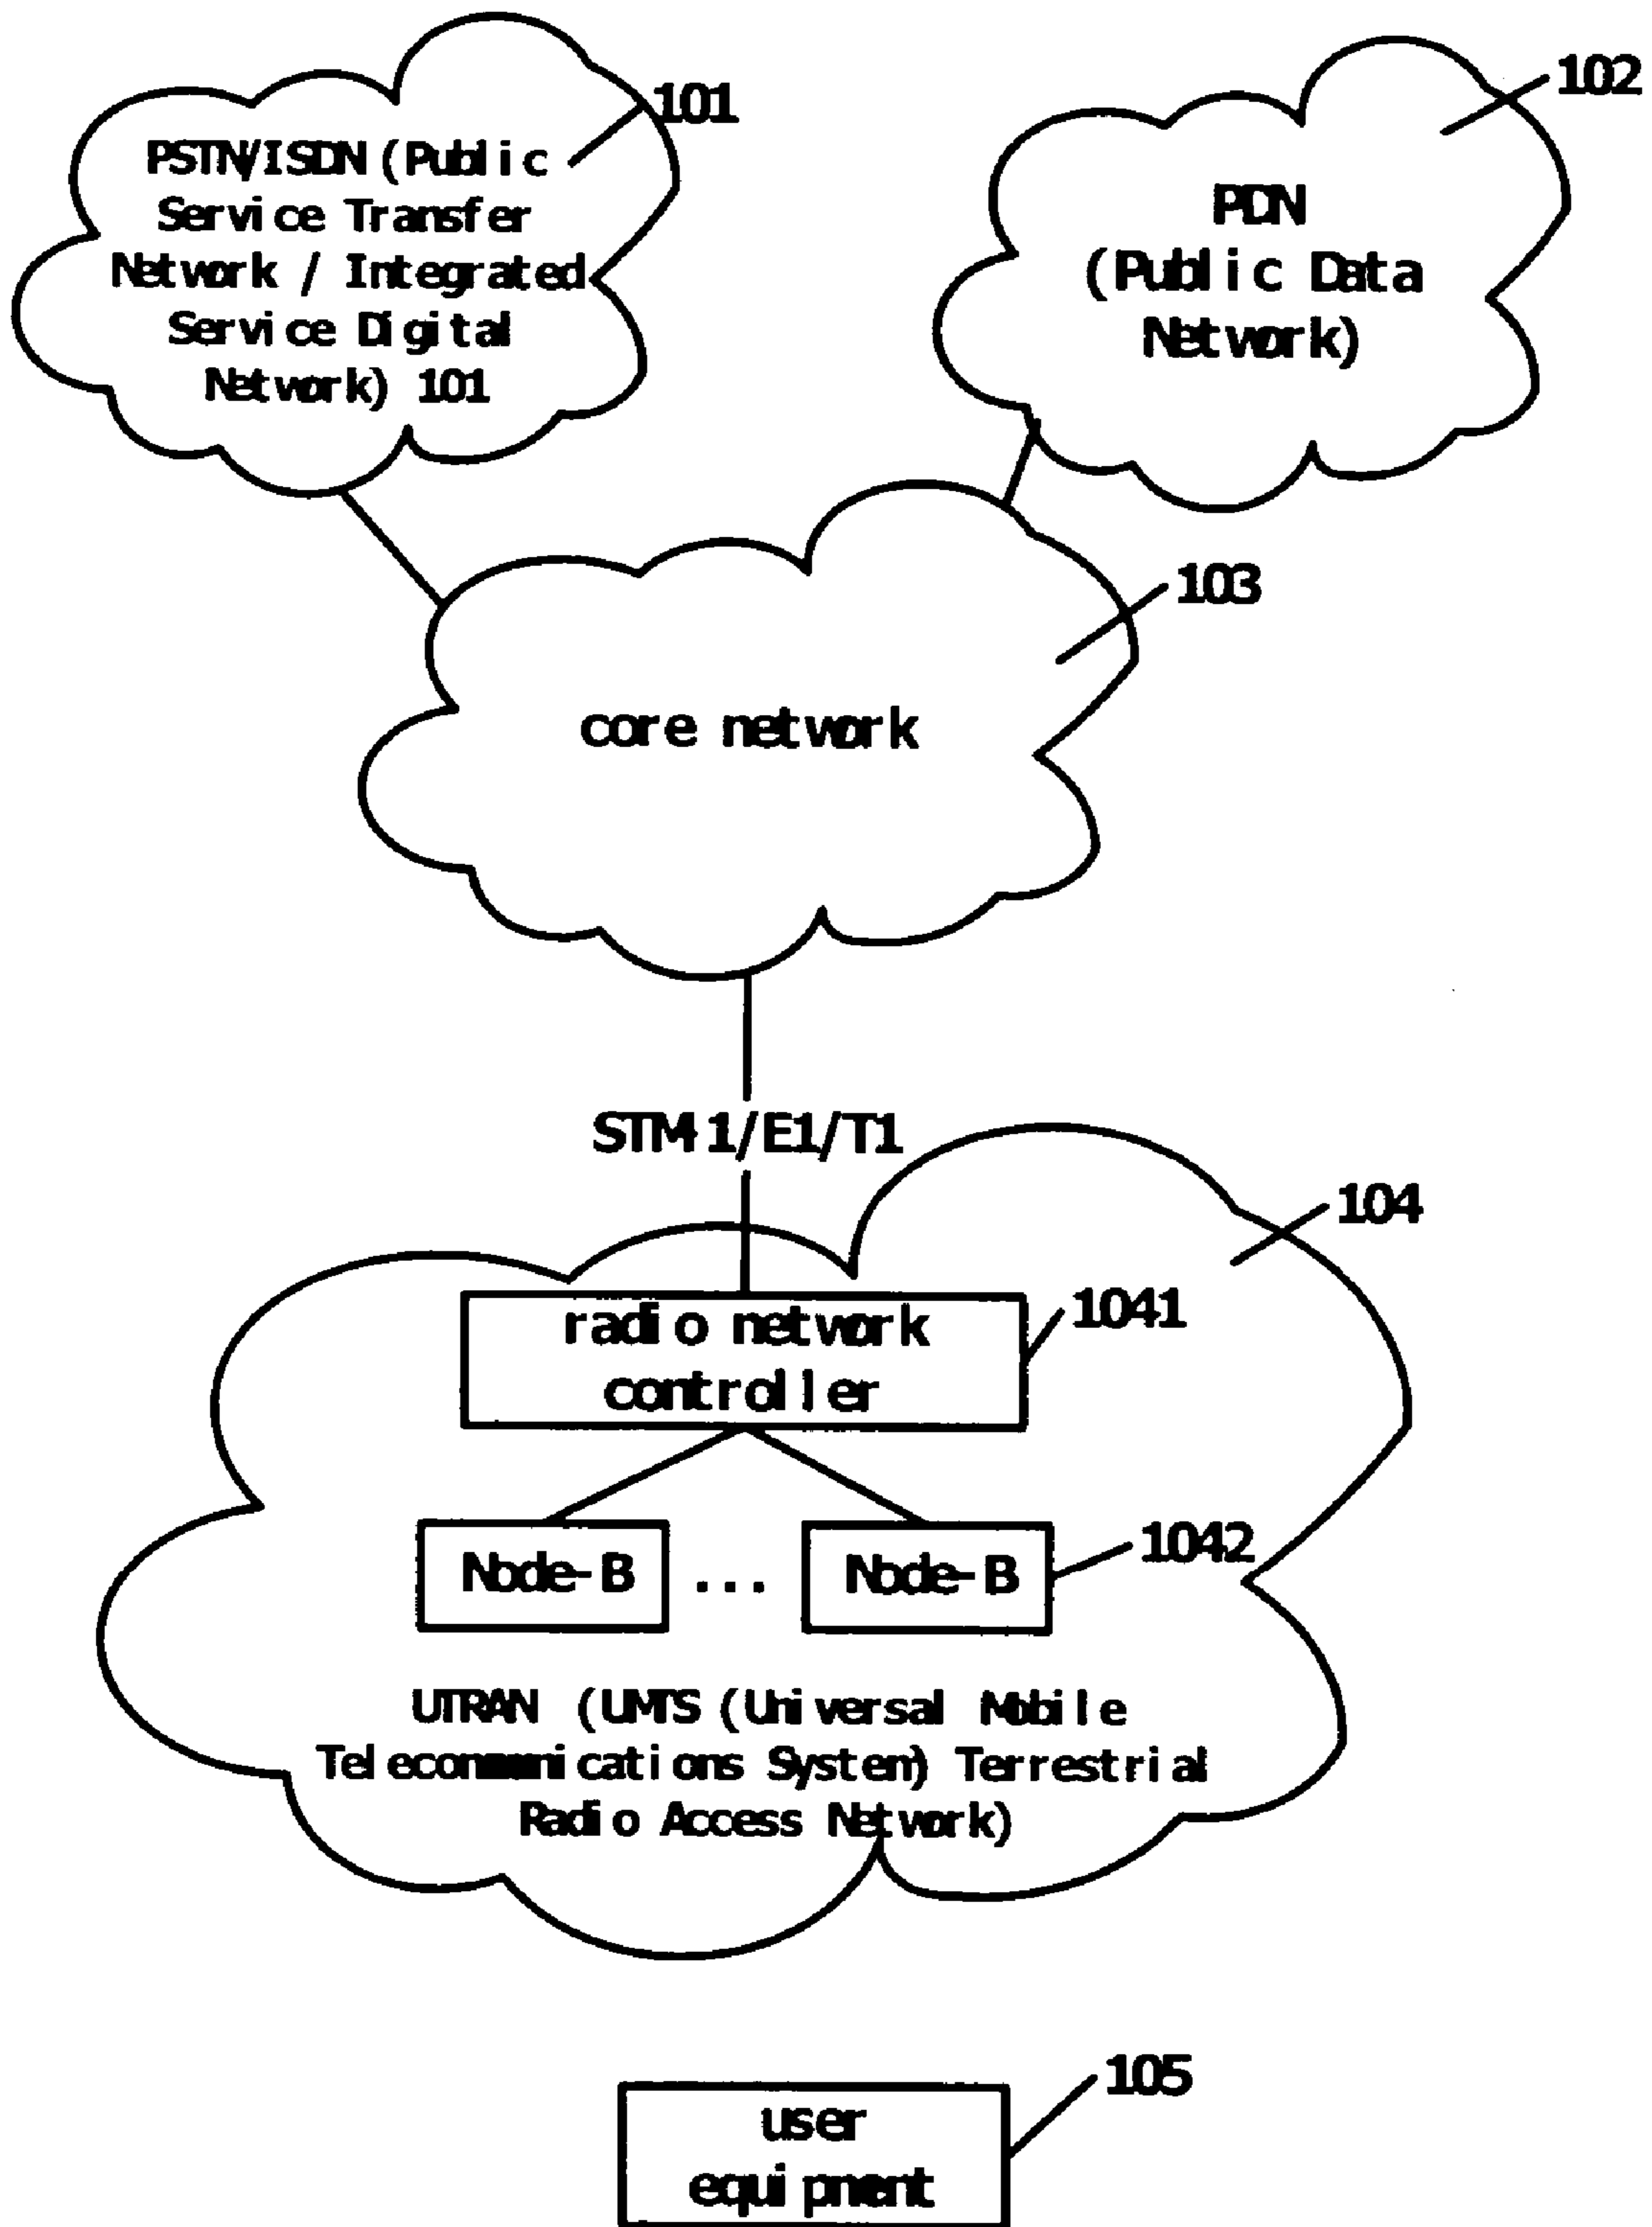 101
PSTN/ISDN (Public
Service Transfer
Network / Integrated
Service Digital
Network) 101
102
PDN
(Public Data
Network)
103
core network
STM-1/E1/T1
104
radio network
controller
1041
Node-B ... Node-B
1042
UTRAN (UMTS (Universal Mobile
Telecommunications System) Terrestrial
Radio Access Network)
105
user
equipment